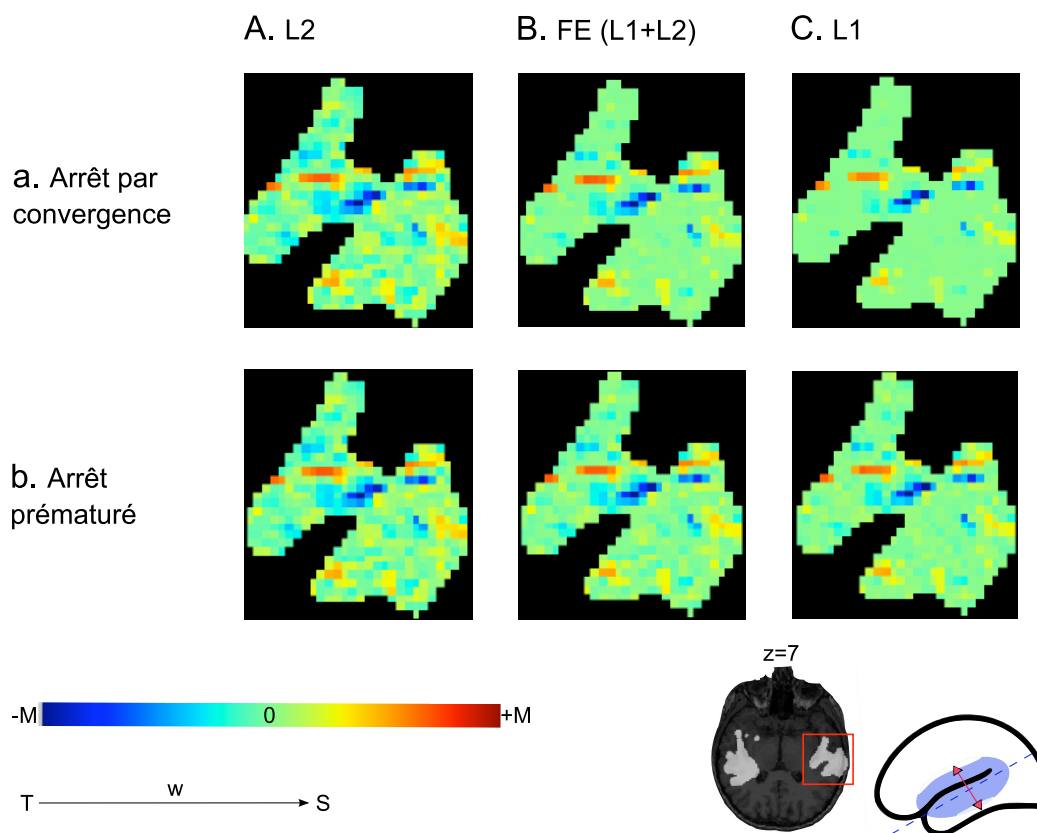 A. L2
B. FE (L1+L2)
C. L1
a. Arrêt par
convergence
b. Arrêt
prématuré
-M
0
+M
T
w
S
z=7